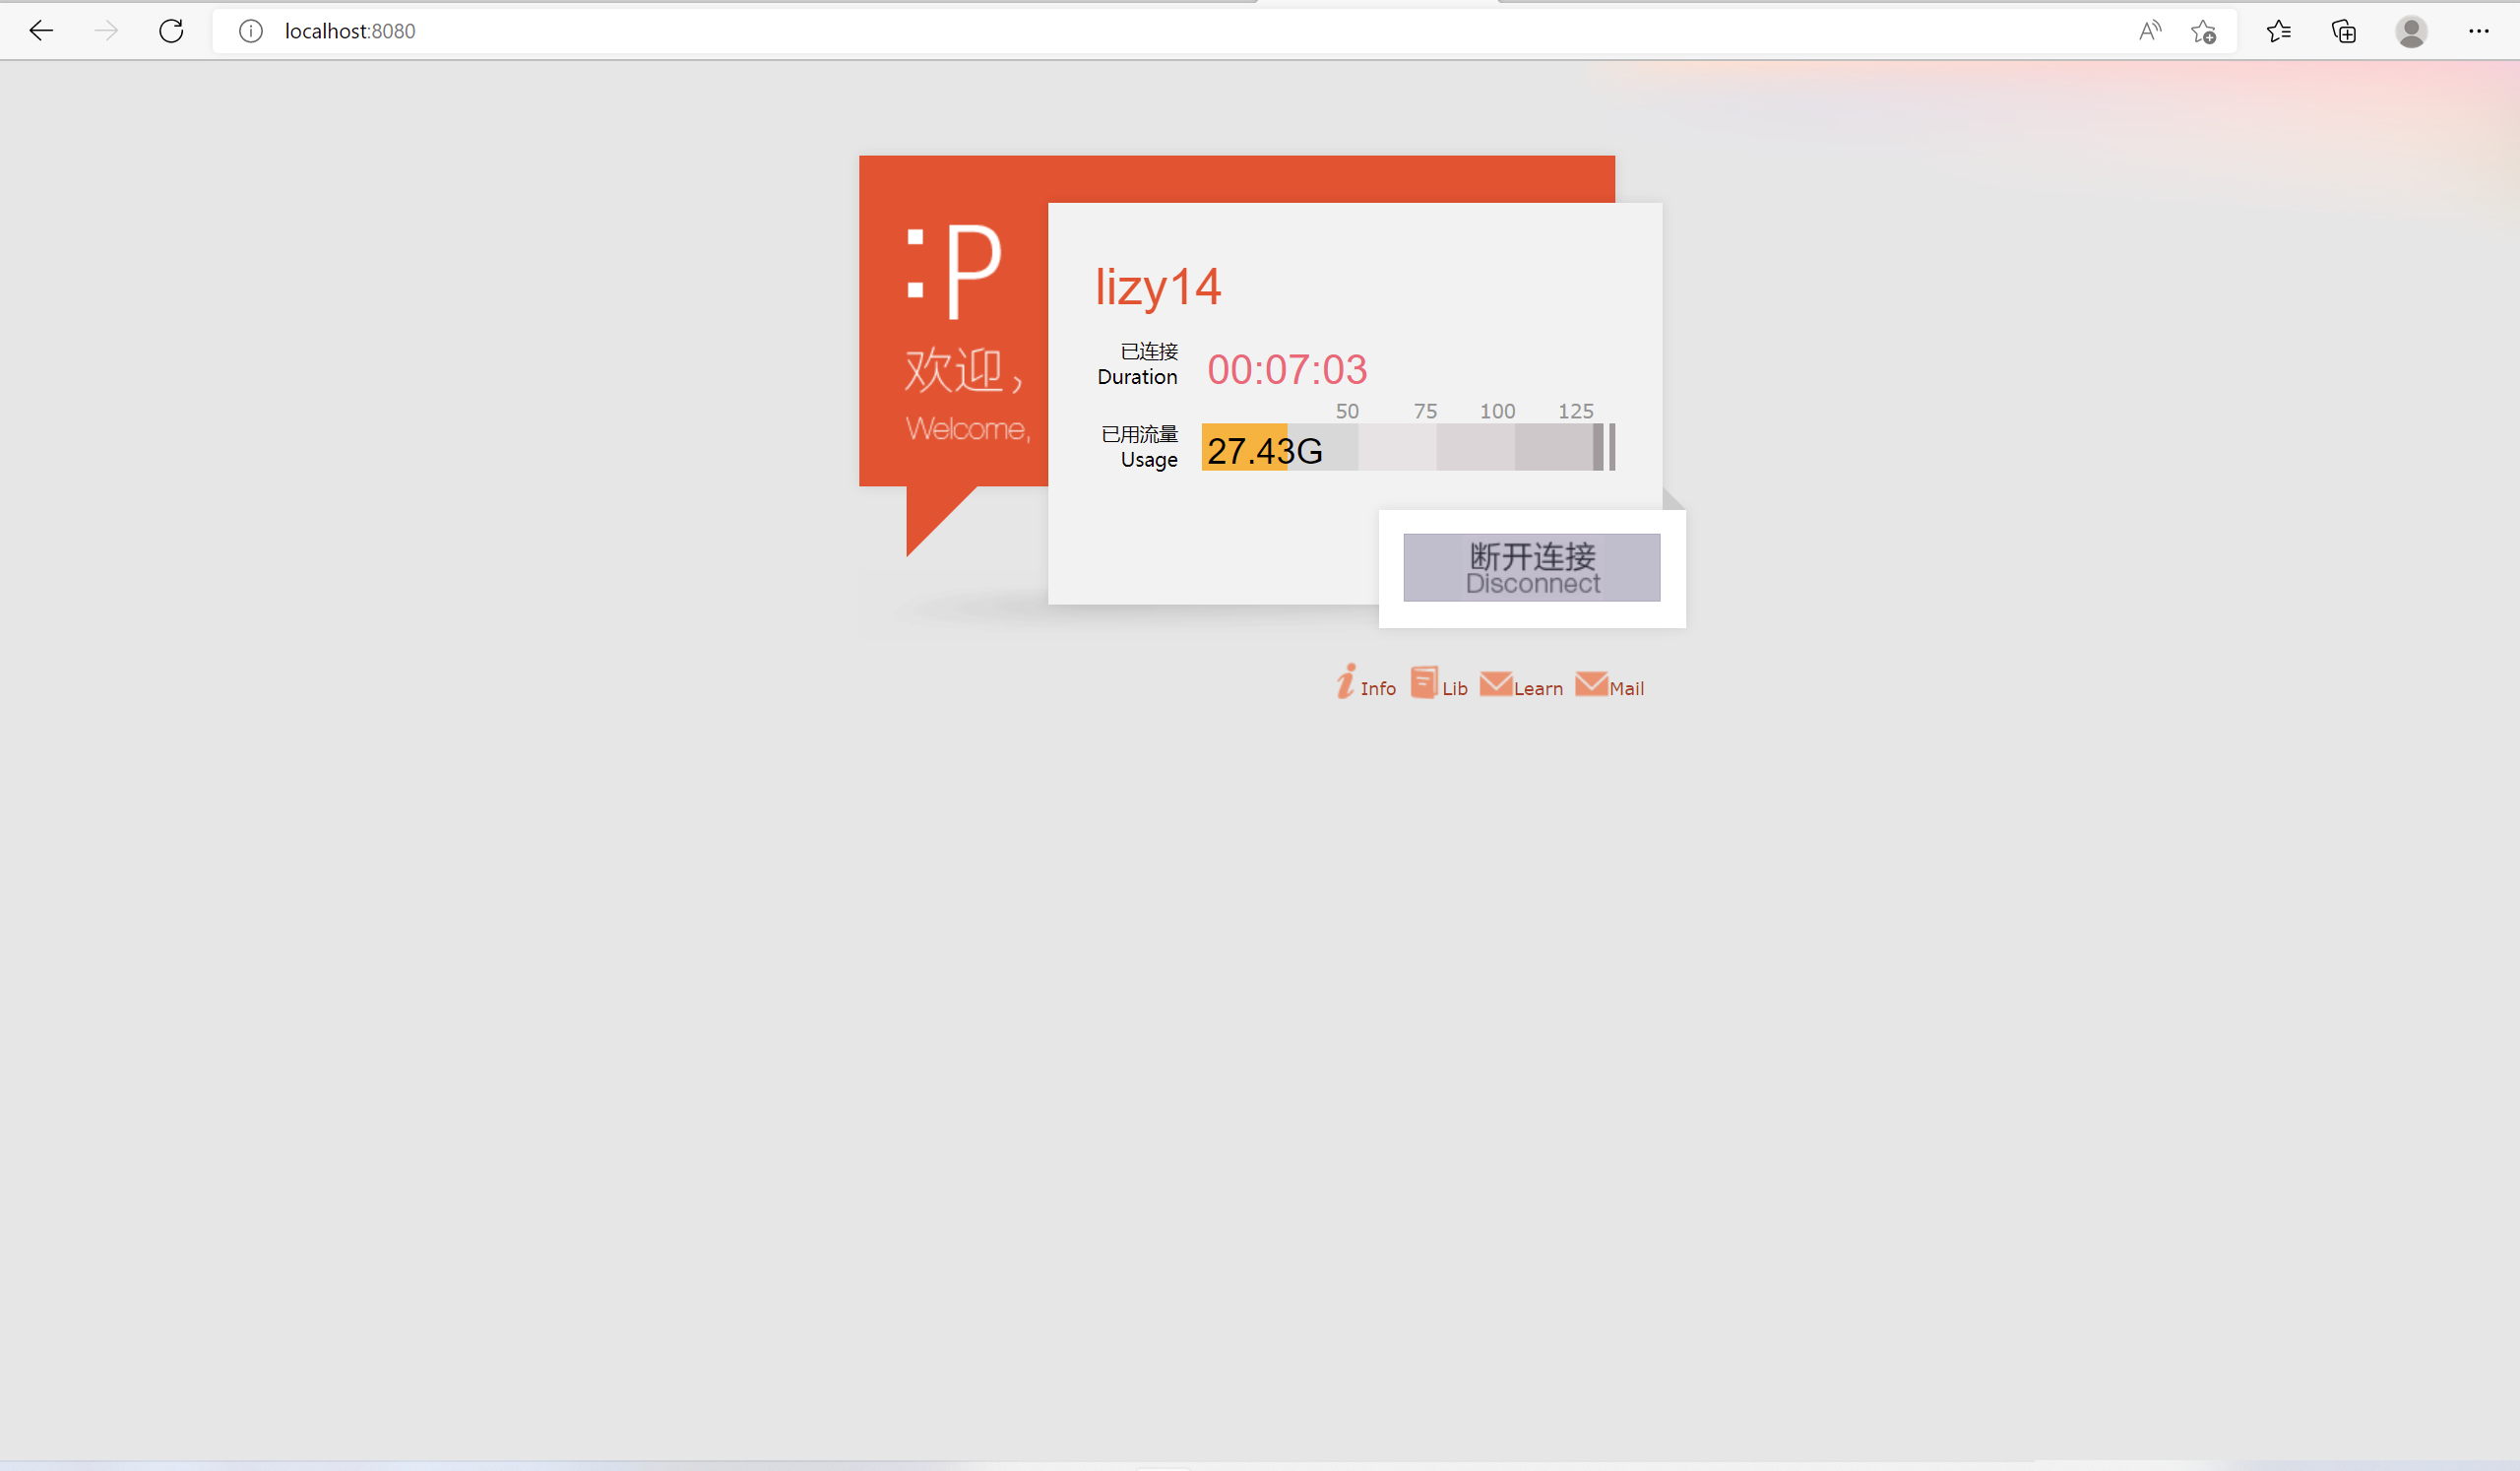 localhost:8080
:P
欢迎，
Welcome,
lizy14
已连接
Duration
00:07:03
50 75 100 125
已用流量
Usage
27.43G
断开连接
Disconnect
Info Lib Learn Mail